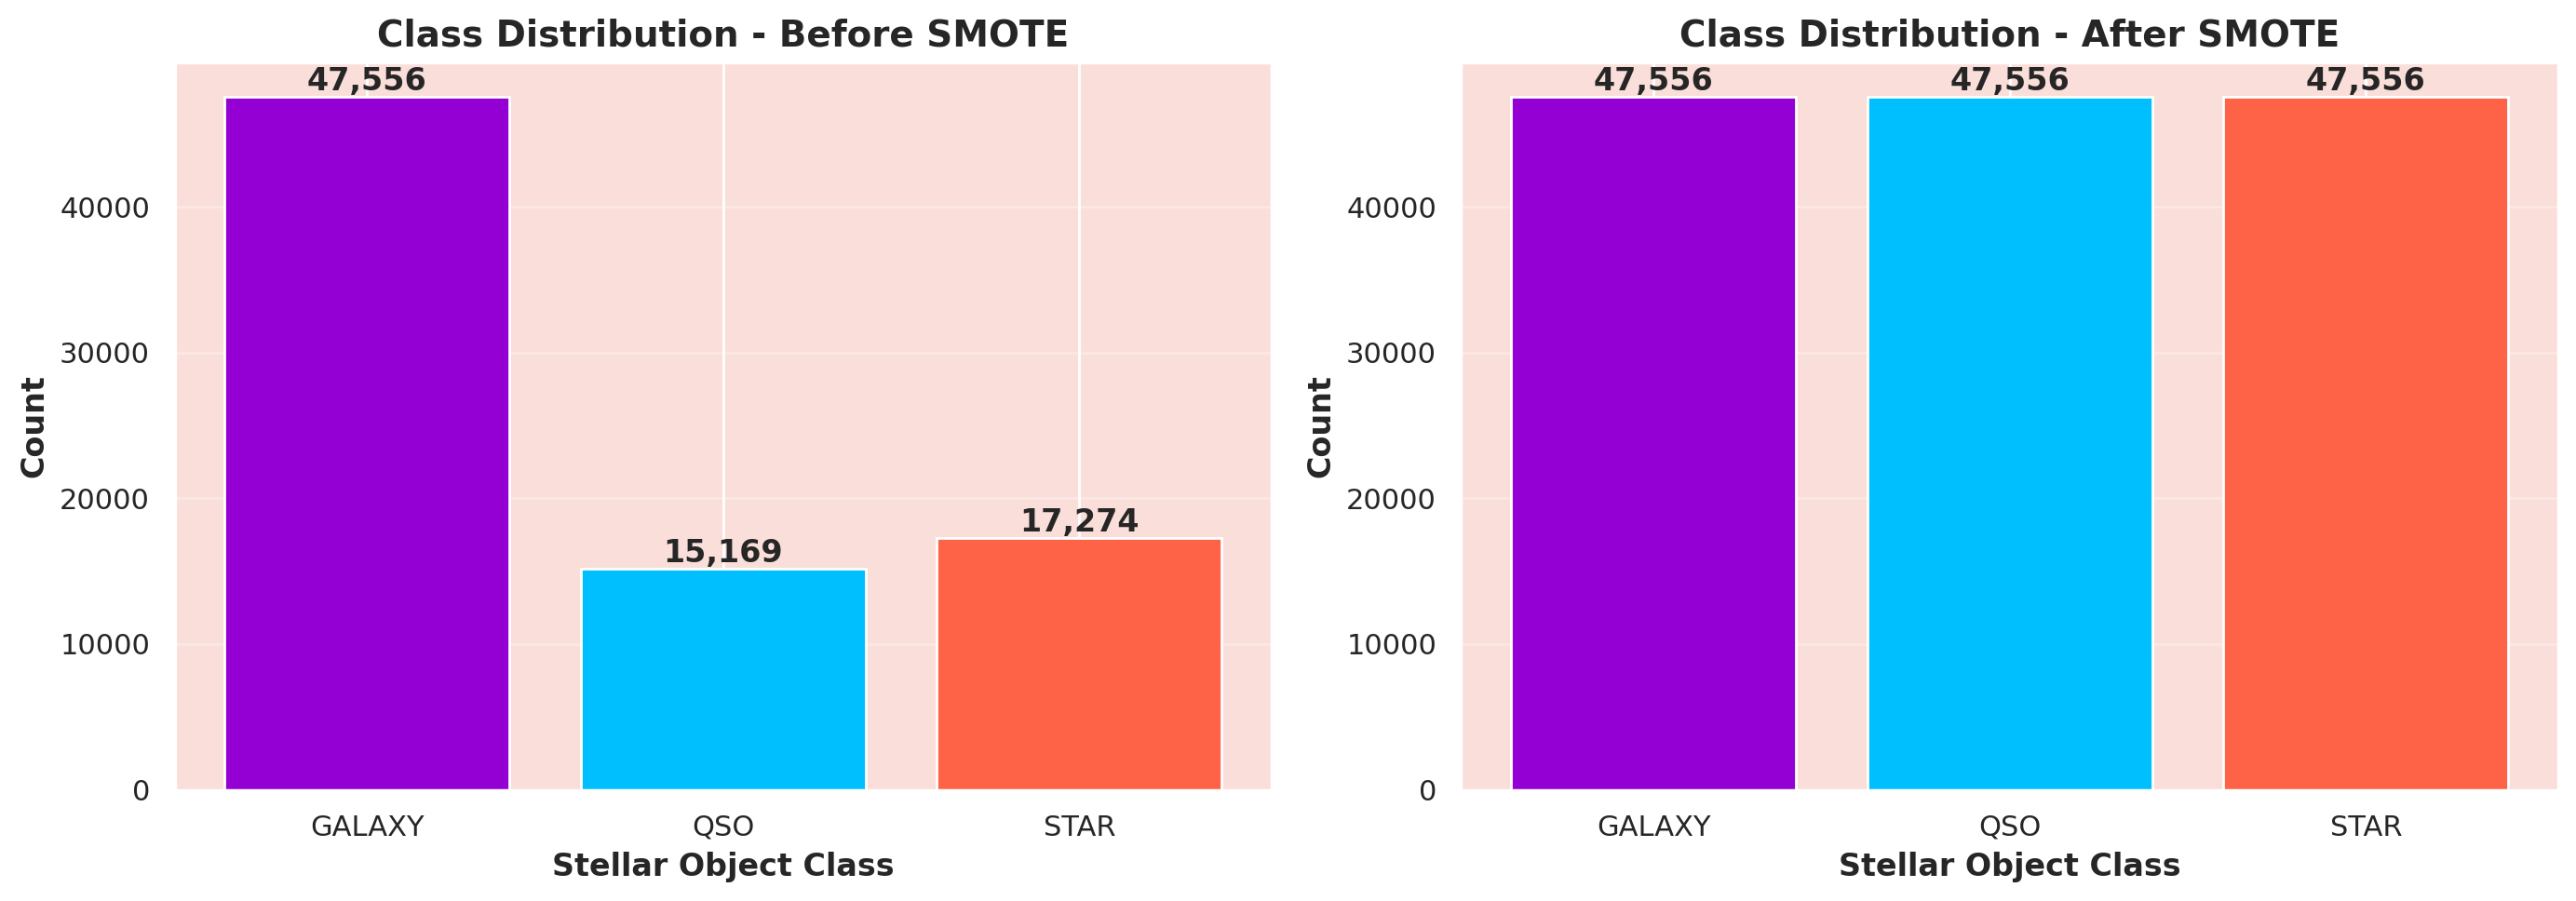 Class Distribution - Before SMOTE
47,556
15,169
17,274
40000
30000
20000
10000
0
Count
GALAXY
QSO
STAR
Stellar Object Class
Class Distribution - After SMOTE
47,556
47,556
47,556
40000
30000
20000
10000
0
Count
GALAXY
QSO
STAR
Stellar Object Class